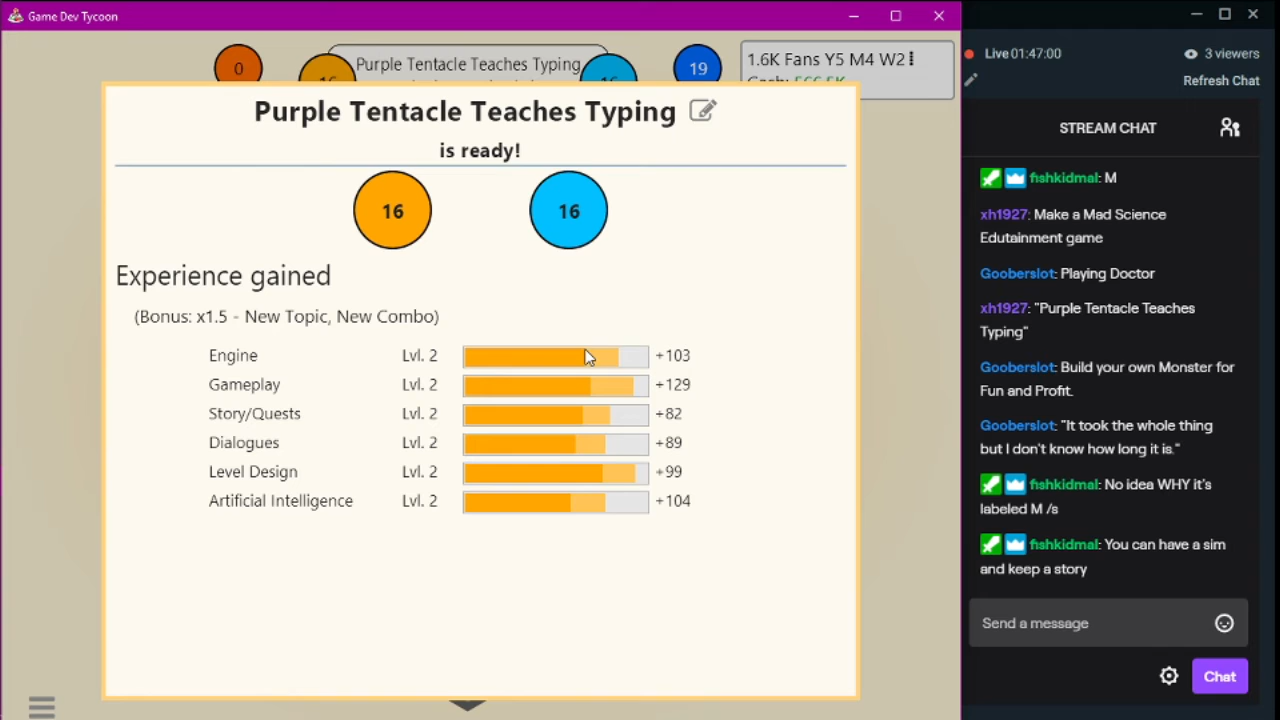 Game Dev Tycoon
0
16
Purple Tentacle Teaches Typing
16
19
1.6K Fans Y5 M4 W2
Purple Tentacle Teaches Typing
is ready!
16
16
Experience gained
(Bonus: x1.5 - New Topic, New Combo)
Engine Lvl. 2 +103
Gameplay Lvl. 2 +129
Story/Quests Lvl. 2 +82
Dialogues Lvl. 2 +89
Level Design Lvl. 2 +99
Artificial Intelligence Lvl. 2 +104
Live 01:47:00 3 viewers
Refresh Chat
STREAM CHAT
fishkidmal: M
xh1927: Make a Mad Science
Edutainment game
Gooberslot: Playing Doctor
xh1927: "Purple Tentacle Teaches
Typing"
Gooberslot: Build your own Monster for
Fun and Profit.
Gooberslot: "It took the whole thing
but I don't know how long it is."
fishkidmal: No idea WHY it's
labeled M /s
fishkidmal: You can have a sim
and keep a story
Send a message
Chat